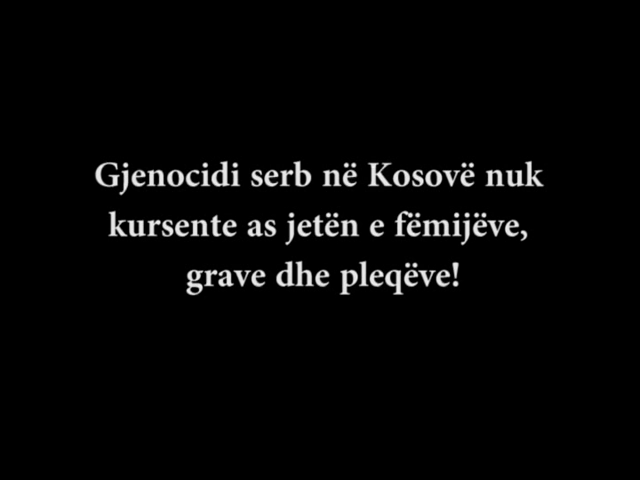 Gjenocidi serb në Kosovë nuk
kursente as jetën e fëmijëve,
grave dhe pleqëve!